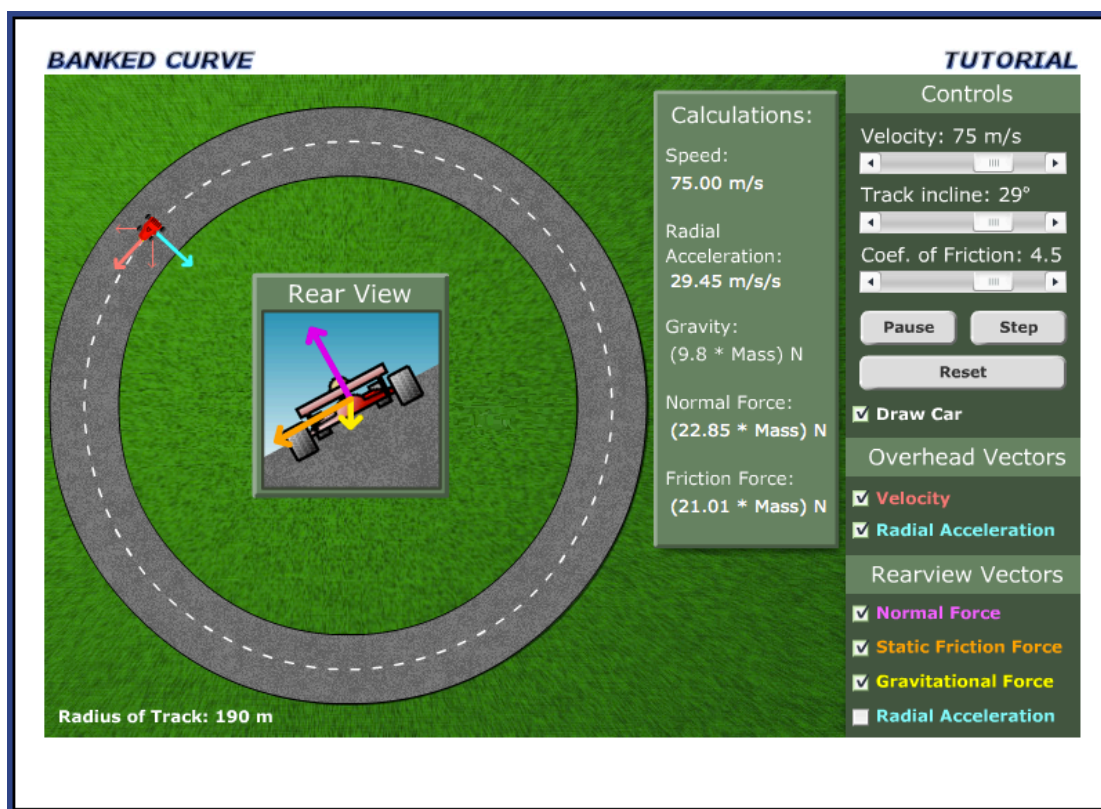 BANKED CURVE
TUTORIAL
Rear View
Radius of Track: 190 m
Calculations:
Speed:
75.00 m/s
Radial
Acceleration:
29.45 m/s/s
Gravity:
(9.8 * Mass) N
Normal Force:
(22.85 * Mass) N
Friction Force:
(21.01 * Mass) N
Controls
Velocity: 75 m/s
Track incline: 29°
Coef. of Friction: 4.5
Pause
Step
Reset
Draw Car
Overhead Vectors
Velocity
Radial Acceleration
Rearview Vectors
Normal Force
Static Friction Force
Gravitational Force
Radial Acceleration